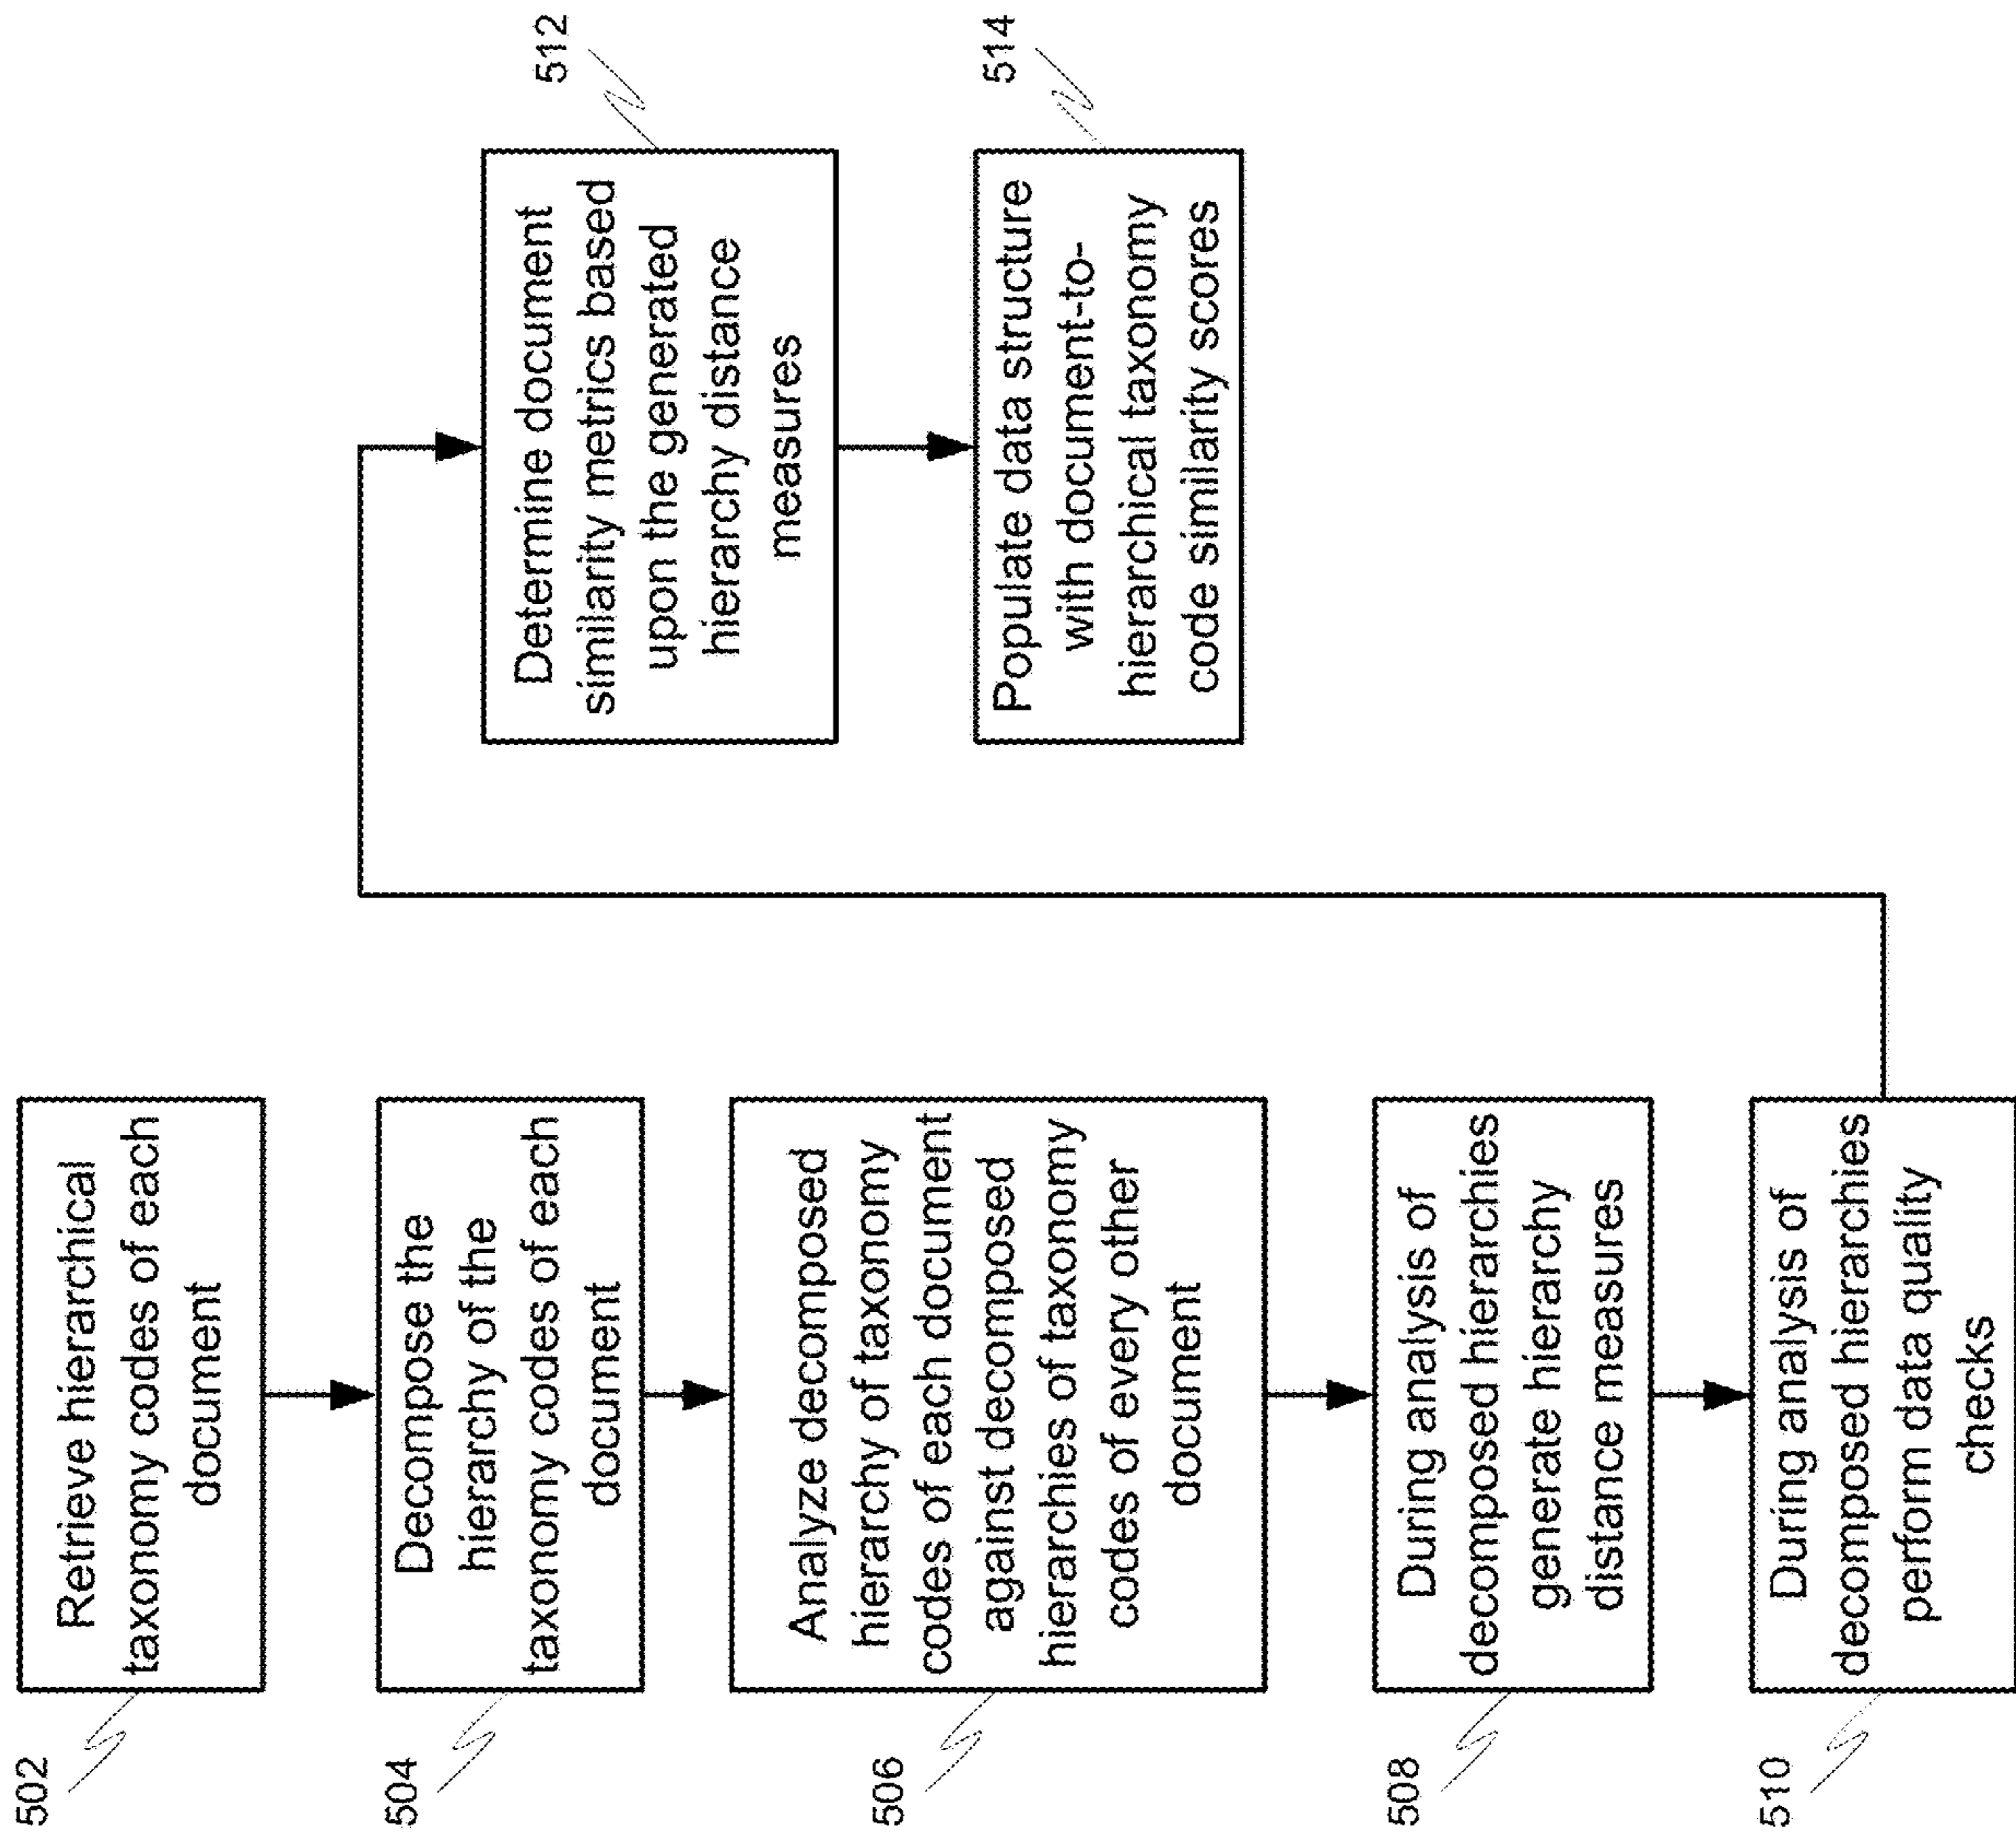 502
Retrieve hierarchical
taxonomy codes of each
document
504
Decompose the
hierarchy of the
taxonomy codes of each
document
506
Analyze decomposed
hierarchy of taxonomy
codes of each document
against decomposed
hierarchies of taxonomy
codes of every other
document
508
During analysis of
decomposed hierarchies
generate hierarchy
distance measures
510
During analysis of
decomposed hierarchies
perform data quality
checks
512
Determine document
similarity metrics based
upon the generated
hierarchy distance
measures
514
Populate data structure
with document-to-
hierarchical taxonomy
code similarity scores